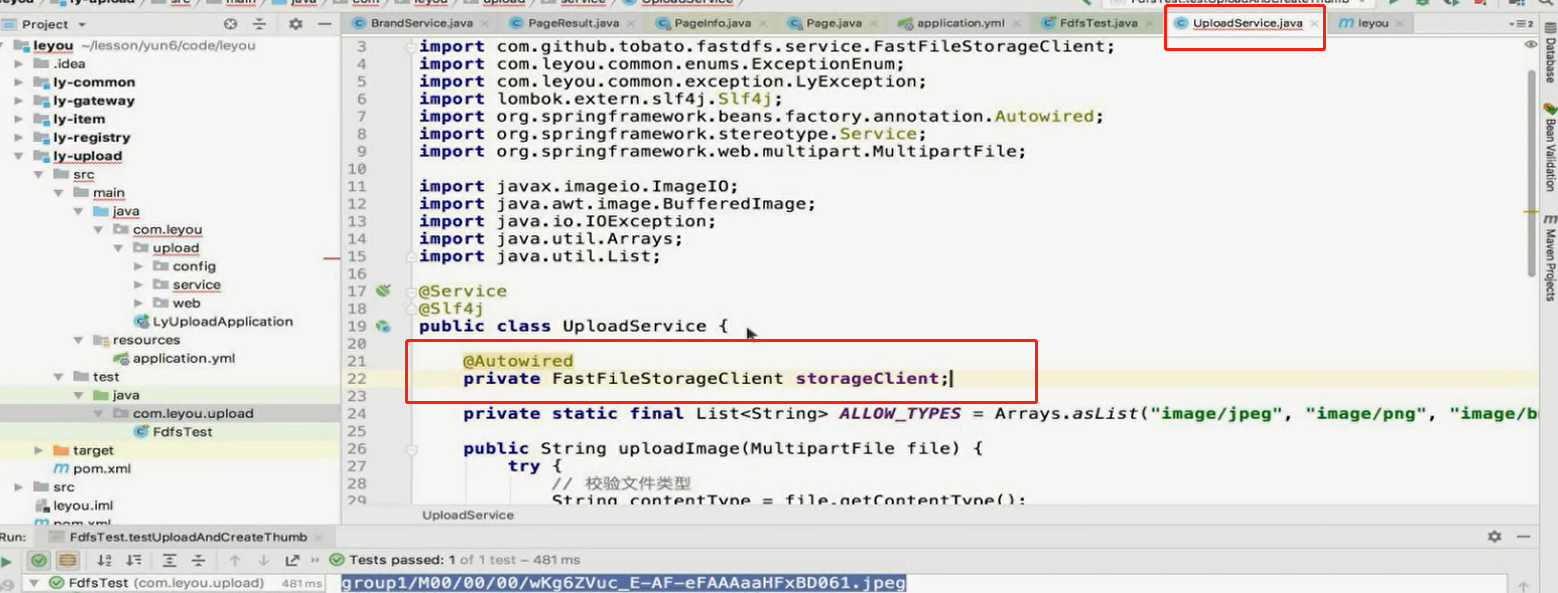 Project
BrandService.java
PageResult.java
PageInfo.java
Page.java
application.yml
FdfsTest.java
UploadService.java
leyou
leyou ~/lesson/yun6/code/leyou
.idea
ly-common
ly-gateway
ly-item
ly-registry
ly-upload
src
main
java
com.leyou
upload
config
service
web
LyUploadApplication
resources
application.yml
test
java
com.leyou.upload
FdfsTest
target
pom.xml
src
leyou.iml
pom.xml
3 import com.github.tobato.fastdfs.service.FastFileStorageClient;
4 import com.leyou.common.enums.ExceptionEnum;
5 import com.leyou.common.exception.LyException;
6 import lombok.extern.slf4j.Slf4j;
7 import org.springframework.beans.factory.annotation.Autowired;
8 import org.springframework.stereotype.Service;
9 import org.springframework.web.multipart.MultipartFile;
10
11 import javax.imageio.ImageIO;
12 import java.awt.image.BufferedImage;
13 import java.io.IOException;
14 import java.util.Arrays;
15 import java.util.List;
16
17 @Service
18 @Slf4j
19 public class UploadService {
20
21 @Autowired
22 private FastFileStorageClient storageClient;
23
24 private static final List<String> ALLOW_TYPES = Arrays.asList("image/jpeg", "image/png", "image/b
25
26 public String uploadImage(MultipartFile file) {
27 try {
28 // 校验文件类型
29 String contentType = file.getContentType();
UploadService
Database
Bean Validation
Maven Projects
Run: FdfsTest.testUploadAndCreateThumb
Tests passed: 1 of 1 test – 481 ms
FdfsTest (com.leyou.upload) 481 ms
group1/M00/00/00/wKg6ZVuc_E-AF-eFAAAaaHFxBD061.jpeg